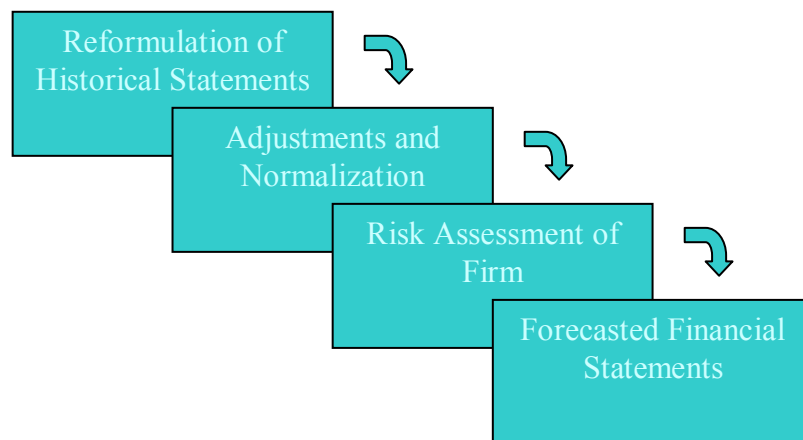 Reformulation of
Historical Statements
Adjustments and
Normalization
Risk Assessment of
Firm
Forecasted Financial
Statements